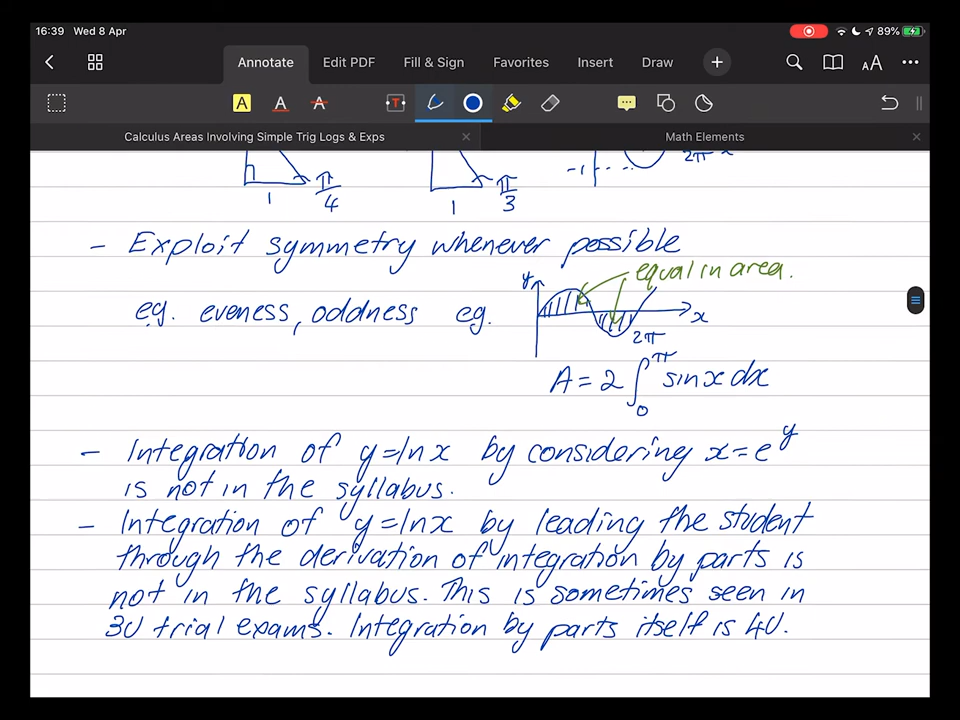 16:39 Wed 8 Apr
89%
Annotate Edit PDF Fill & Sign Favorites Insert Draw
Calculus Areas Involving Simple Trig Logs & Exps
Math Elements
1 π/4 1 π/3 -1 2π x
- Exploit symmetry whenever possible
equal in area.
eg. eveness, oddness eg. y x
2π
A = 2 ∫₀^π sinx dx
- Integration of y=lnx by considering x=e^y
is not in the syllabus.
- Integration of y=lnx by leading the student
through the derivation of integration by parts is
not in the syllabus. This is sometimes seen in
3U trial exams. Integration by parts itself is 4U.